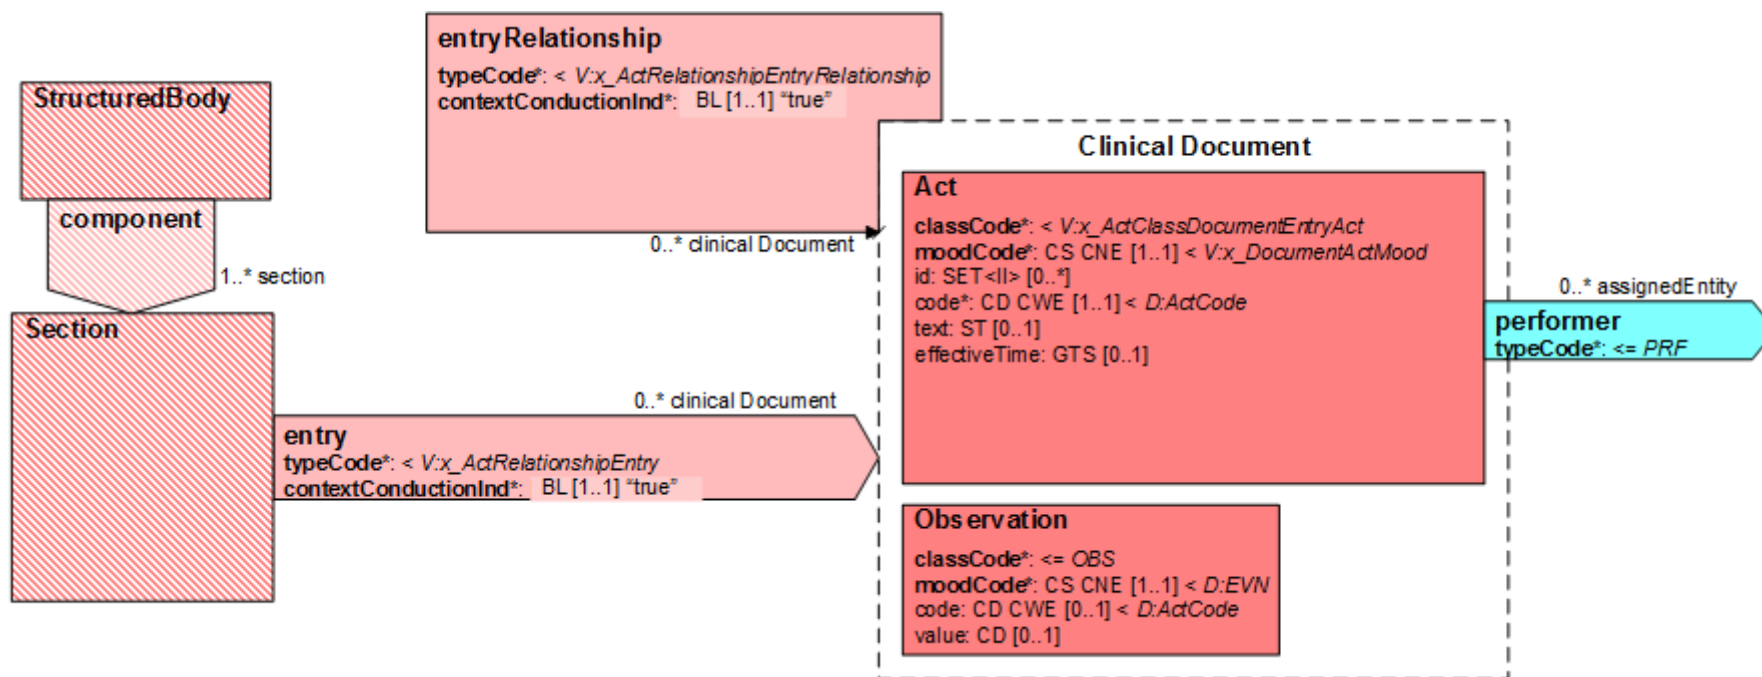 entryRelationship
typeCode*: < V:x_ActRelationshipEntryRelationship
contextConductionInd*: BL [1..1] “true”
StructuredBody
component
1..* section
0..* clinical Document
Section
entry
typeCode*: < V:x_ActRelationshipEntry
contextConductionInd*: BL [1..1] “true”
0..* clinical Document
Clinical Document
Act
classCode*: < V:x_ActClassDocumentEntryAct
moodCode*: CS CNE [1..1] < V:x_DocumentActMood
id: SET<II> [0..*]
code*: CD CWE [1..1] < D:ActCode
text: ST [0..1]
effectiveTime: GTS [0..1]
0..* assignedEntity
performer
typeCode*: <= PRF
Observation
classCode*: <= OBS
moodCode*: CS CNE [1..1] < D:EVN
code: CD CWE [0..1] < D:ActCode
value: CD [0..1]